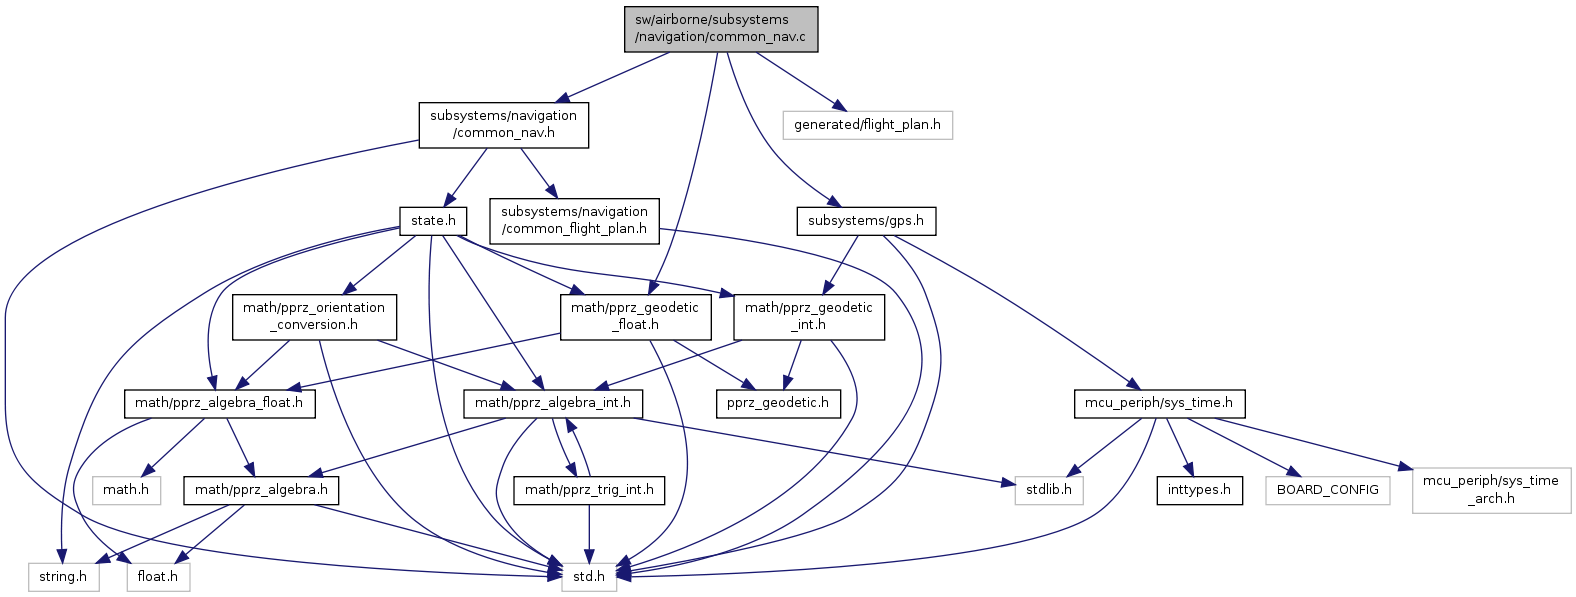 sw/airborne/subsystems
/navigation/common_nav.c
subsystems/navigation
/common_nav.h
generated/flight_plan.h
state.h
subsystems/navigation
/common_flight_plan.h
subsystems/gps.h
math/pprz_orientation
_conversion.h
math/pprz_geodetic
_float.h
math/pprz_geodetic
_int.h
math/pprz_algebra_float.h
math/pprz_algebra_int.h
pprz_geodetic.h
mcu_periph/sys_time.h
math.h
math/pprz_algebra.h
math/pprz_trig_int.h
stdlib.h
inttypes.h
BOARD_CONFIG
mcu_periph/sys_time
_arch.h
string.h
float.h
std.h